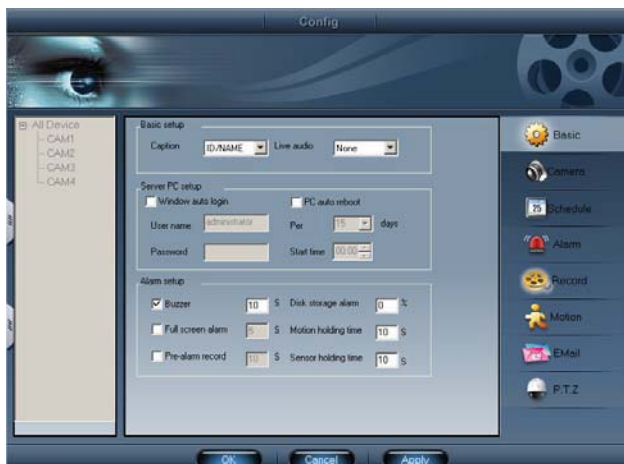 Config
All Device
CAM1
CAM2
CAM3
CAM4
Basic setup
Caption ID/NAME Live audio None
Server PC setup
Window auto login PC auto reboot
User name administrator Per 15 days
Password Start time 00:00
Alarm setup
Buzzer 10 S Disk storage alarm 0 %
Full screen alarm 5 S Motion holding time 10 S
Pre-alarm record 10 S Sensor holding time 10 S
Basic
Camera
25 Schedule
Alarm
Record
Motion
EMail
P.T.Z
OK Cancel Apply